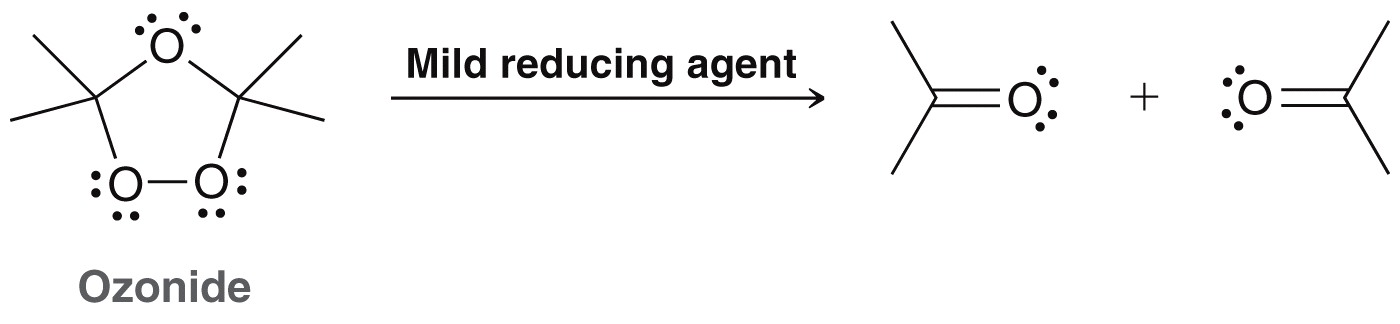 O
Mild reducing agent
O + O
O O
Ozonide